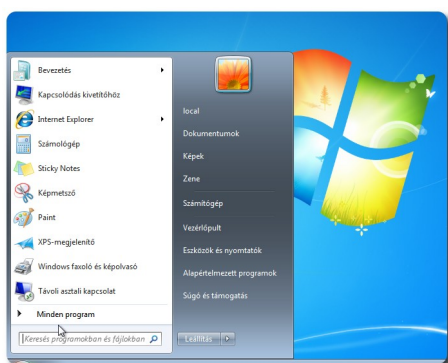 Bevezetés
Kapcsolódás kivetítőhöz
Internet Explorer
Számológép
Sticky Notes
Képmetsző
Paint
XPS-megjelenítő
Windows faxoló és képolvasó
Távoli asztali kapcsolat
Minden program
Keresés programokban és fájlokban
local
Dokumentumok
Képek
Zene
Számítógép
Vezérlőpult
Eszközök és nyomtatók
Alapértelmezett programok
Súgó és támogatás
Leállítás